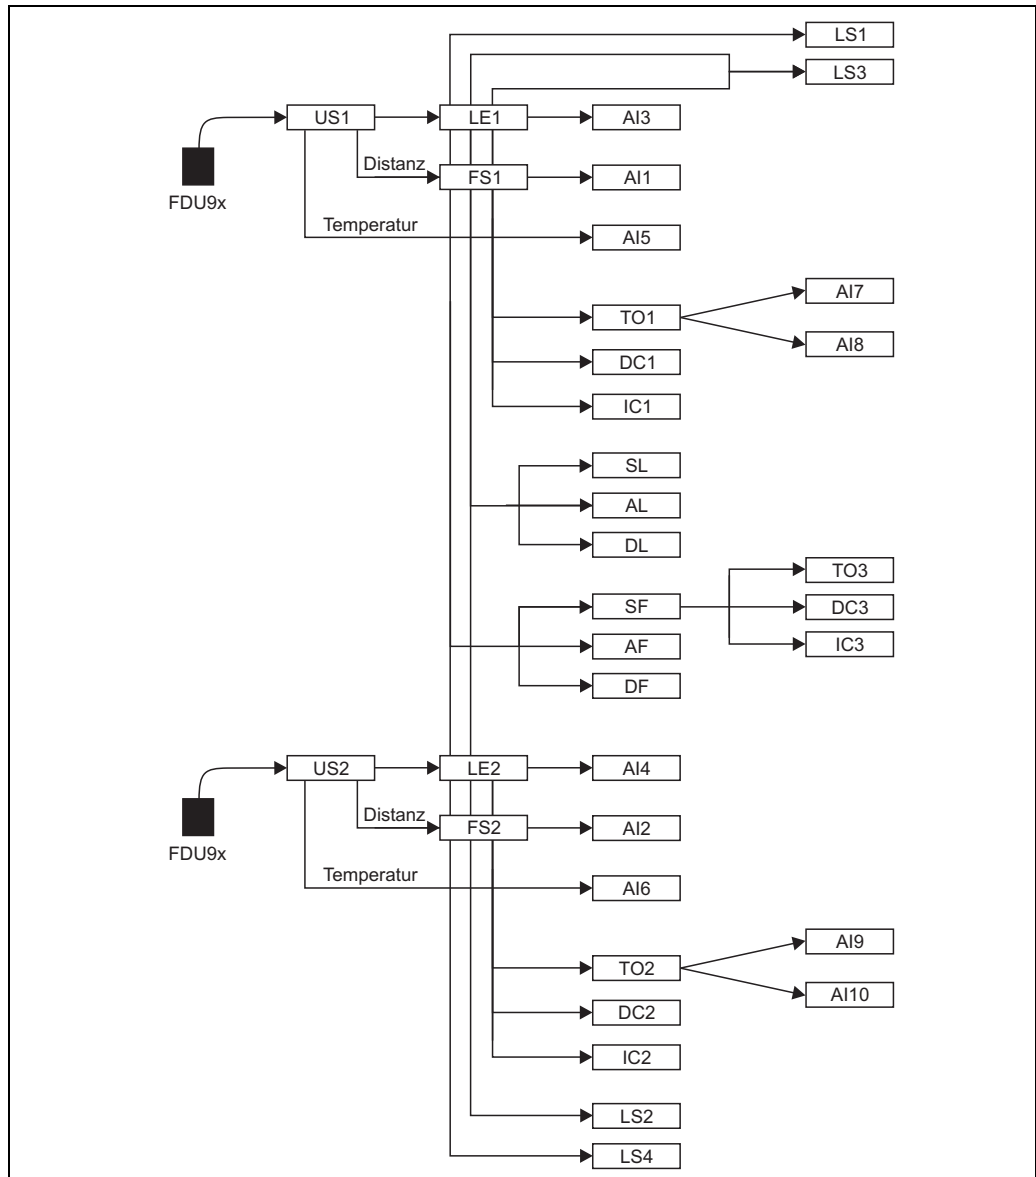 LS1
LS3
US1
LE1
AI3
Distanz
FS1
AI1
FDU9x
Temperatur
AI5
AI7
TO1
AI8
DC1
IC1
SL
AL
DL
TO3
SF
DC3
AF
IC3
DF
US2
LE2
AI4
Distanz
FS2
AI2
FDU9x
Temperatur
AI6
AI9
TO2
AI10
DC2
IC2
LS2
LS4